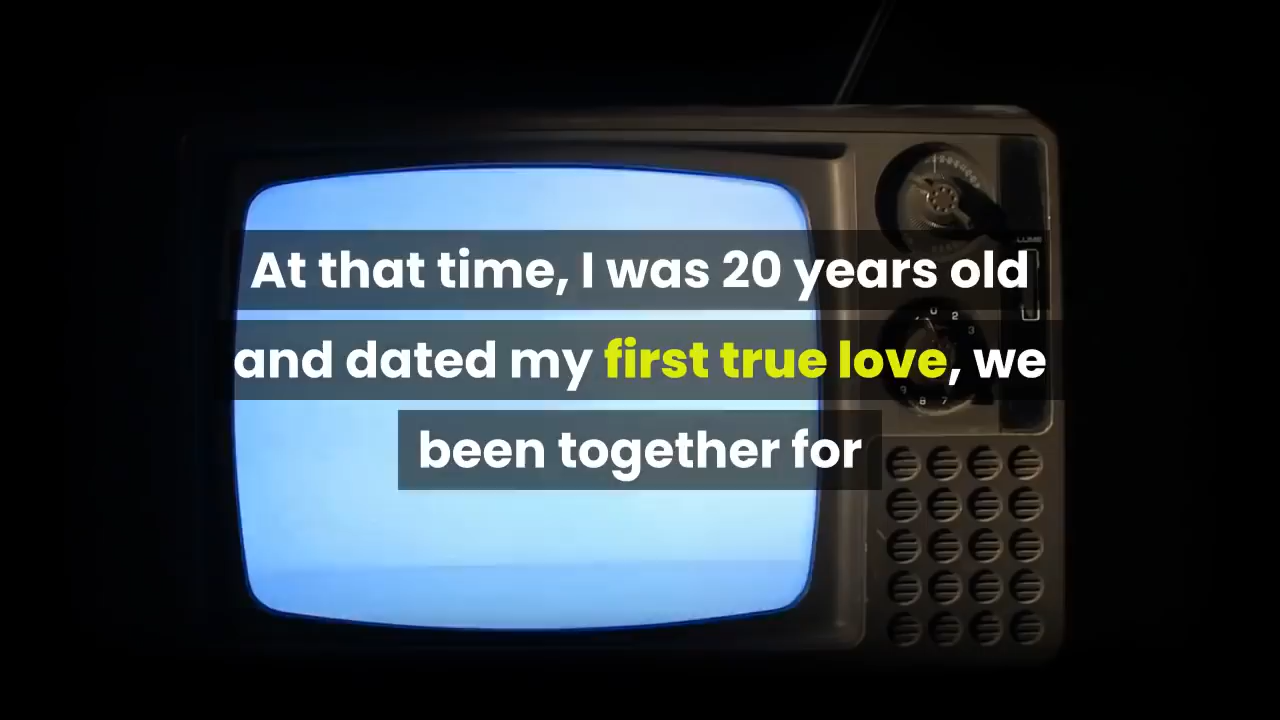 At that time, I was 20 years old
and dated my first true love, we
been together for